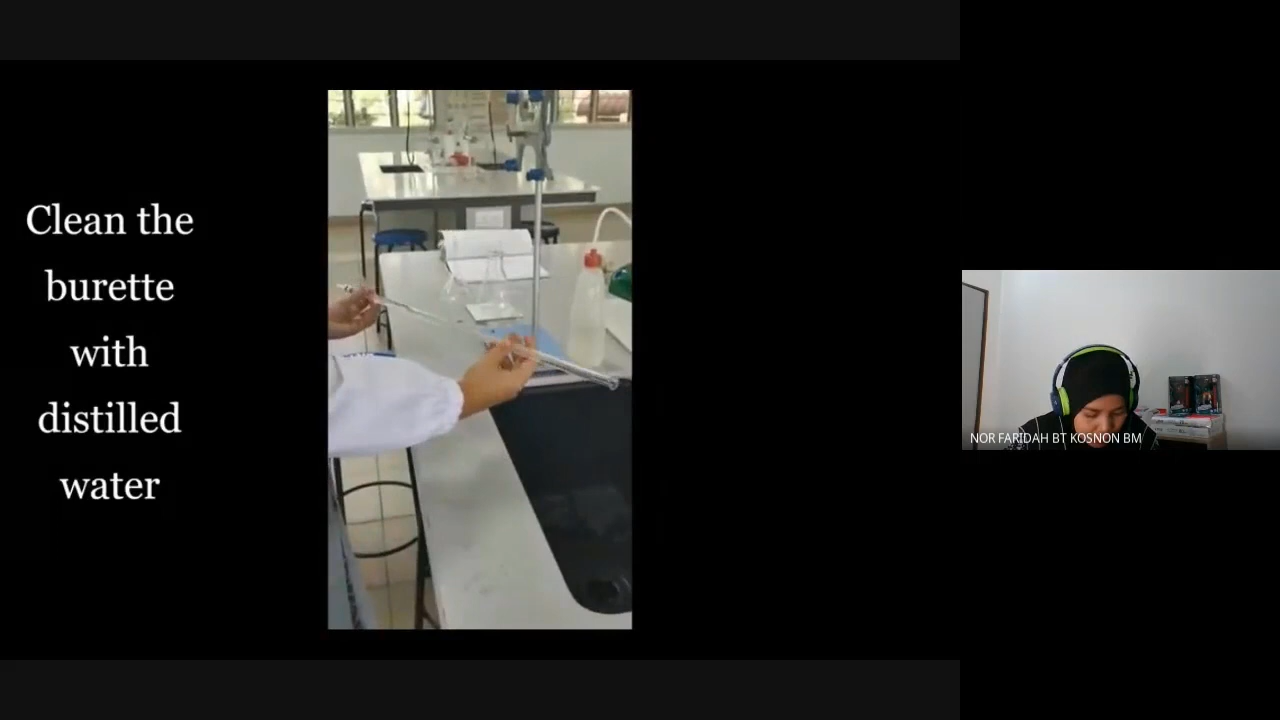 Clean the
burette
with
distilled
water
NOR FARIDAH BT KOSNON BM